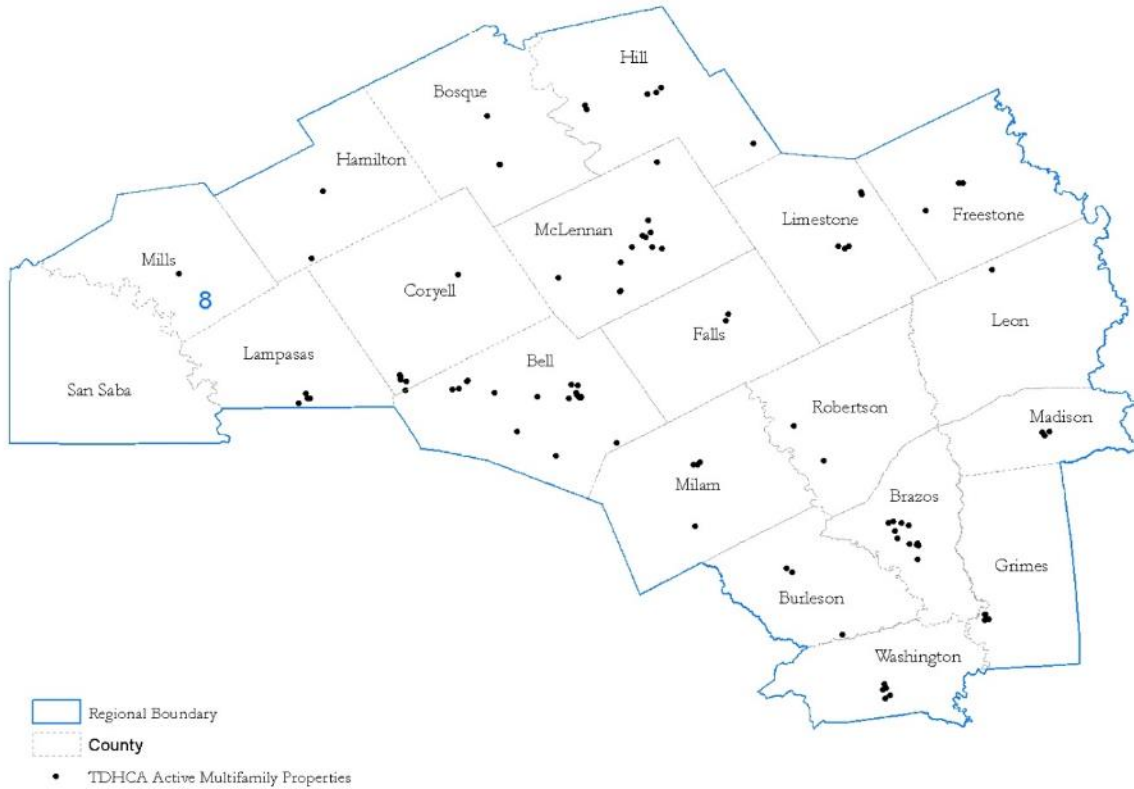 Hill
Bosque
Hamilton
Freestone
Limestone
McLennan
Mills
Coryell
8
Leon
Falls
Lampasas
Bell
San Saba
Robertson
Madison
Milam
Brazos
Grimes
Burleson
Washington
Regional Boundary
County
TDHCA Active Multifamily Properties